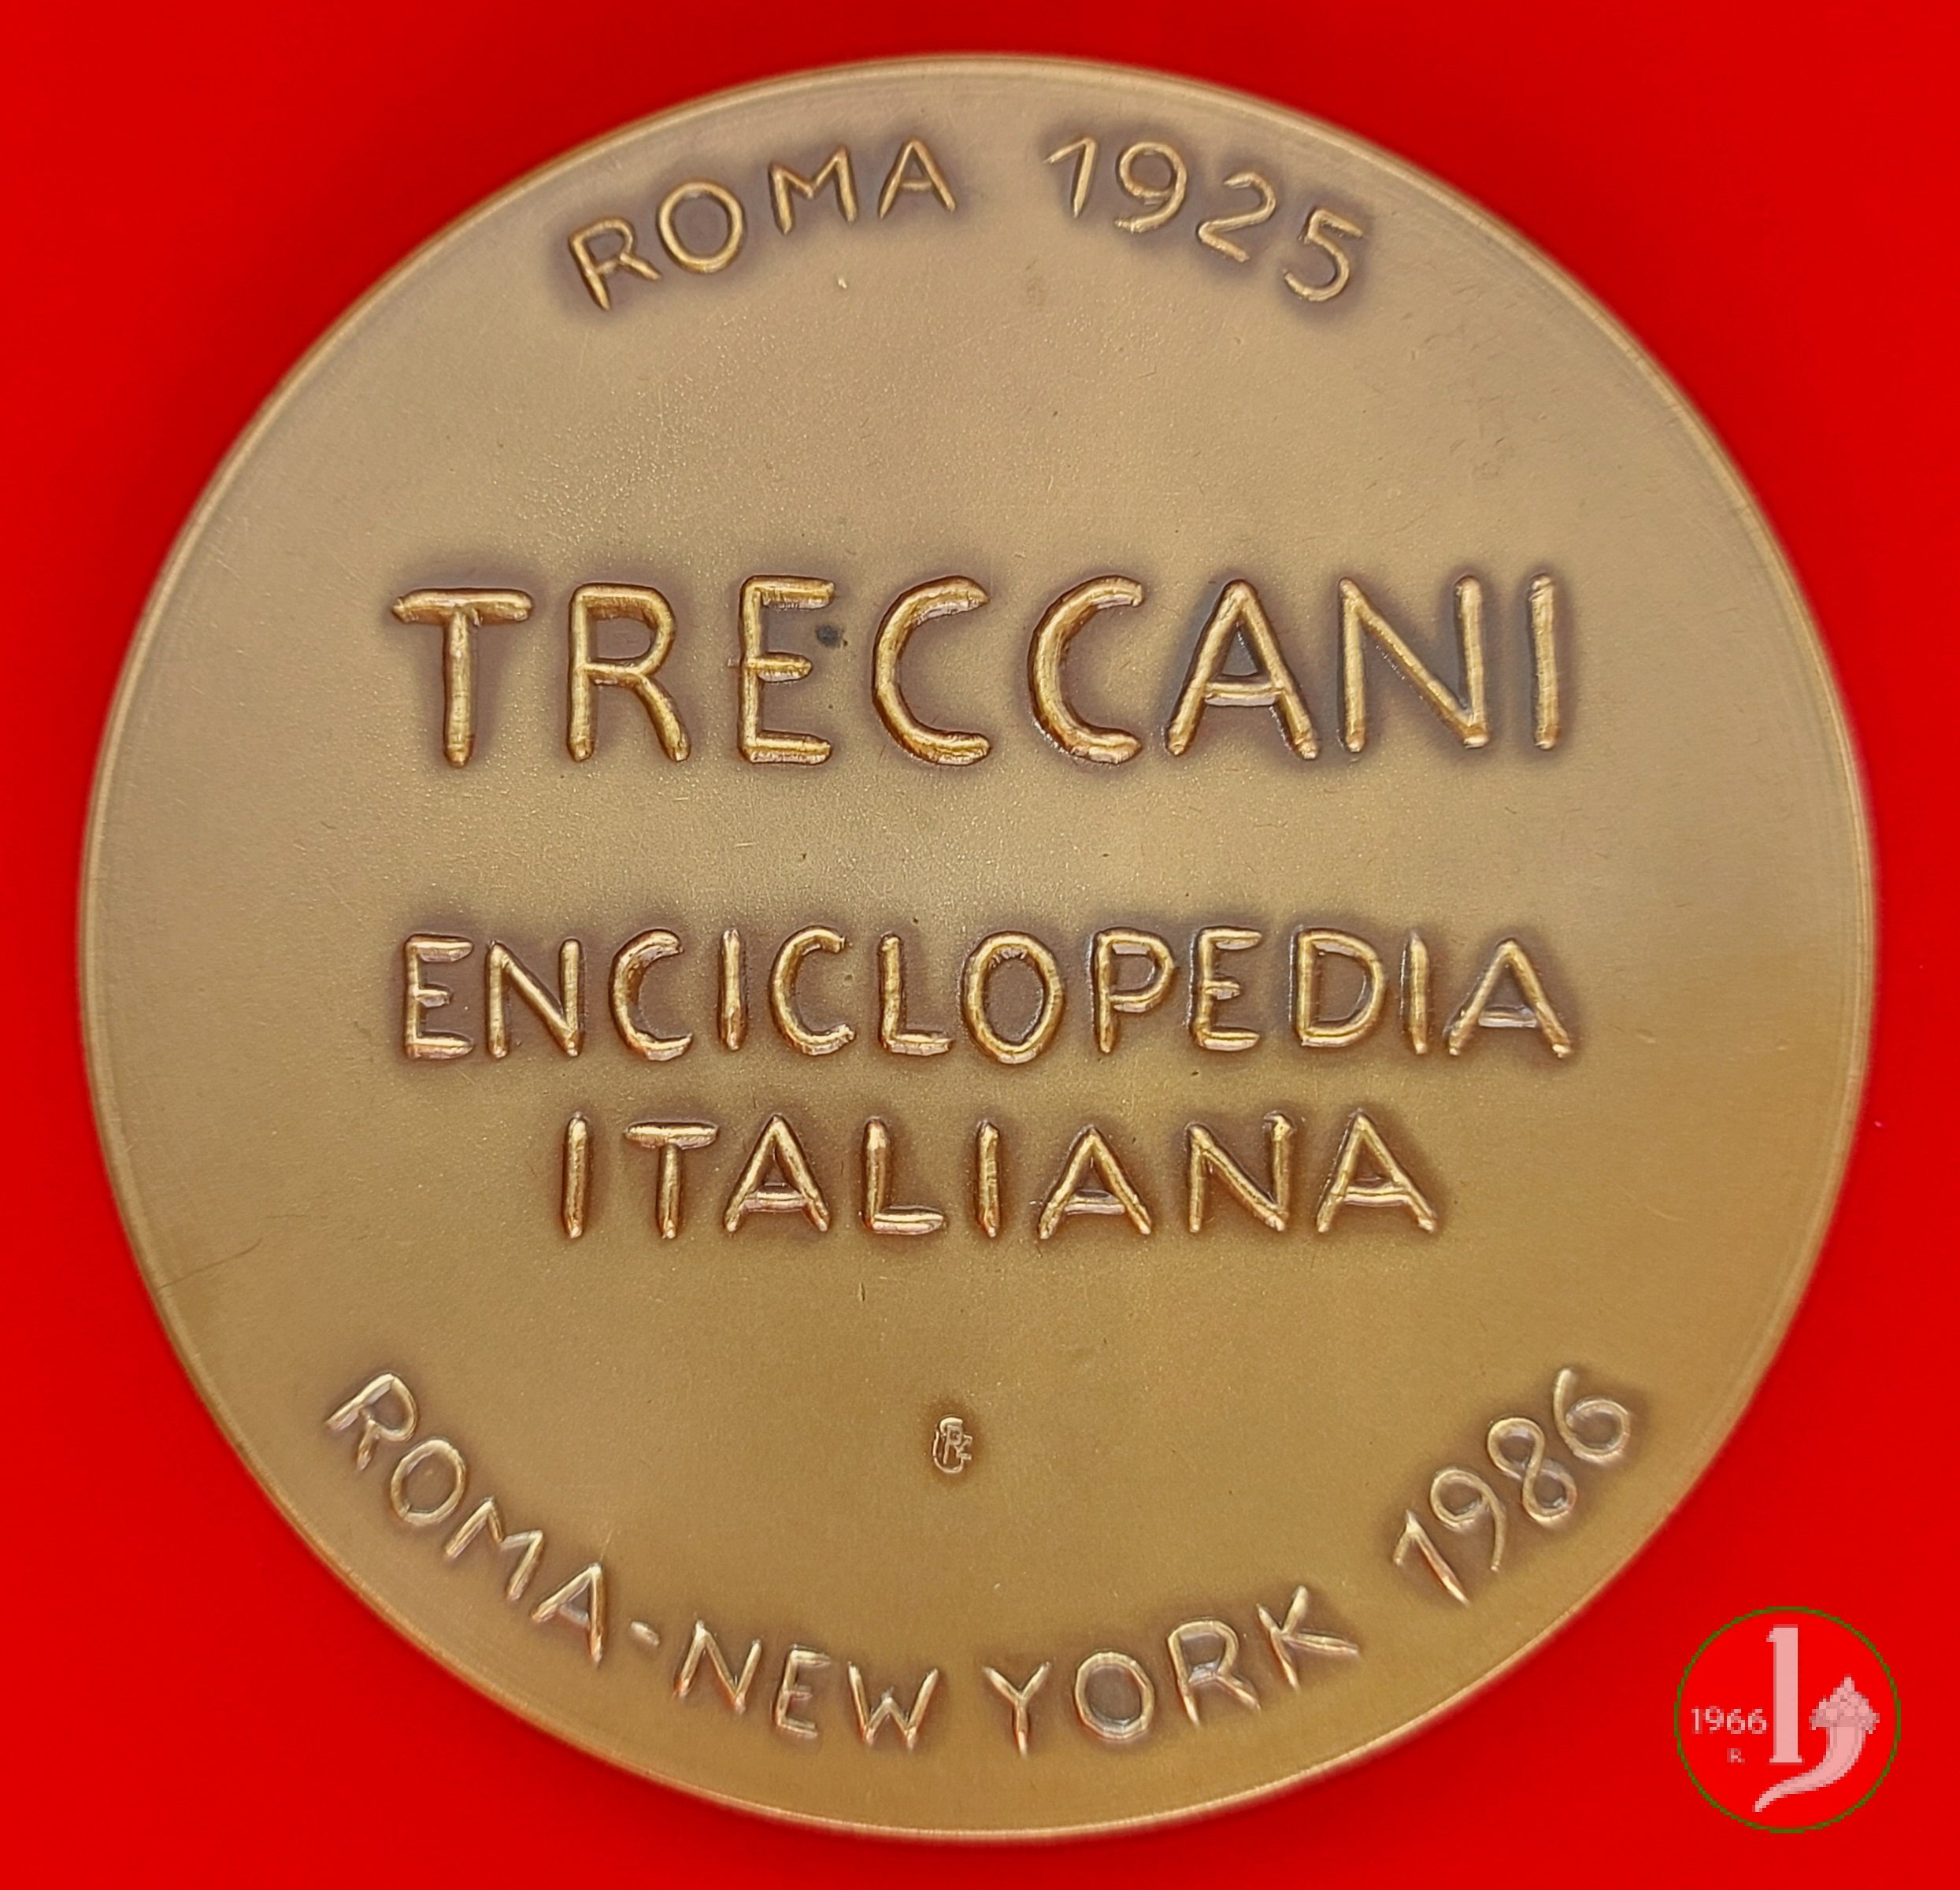 ROMA 1925
TRECCANI
ENCICLOPEDIA
ITALIANA
ROMA-NEW YORK 1986
1966
R